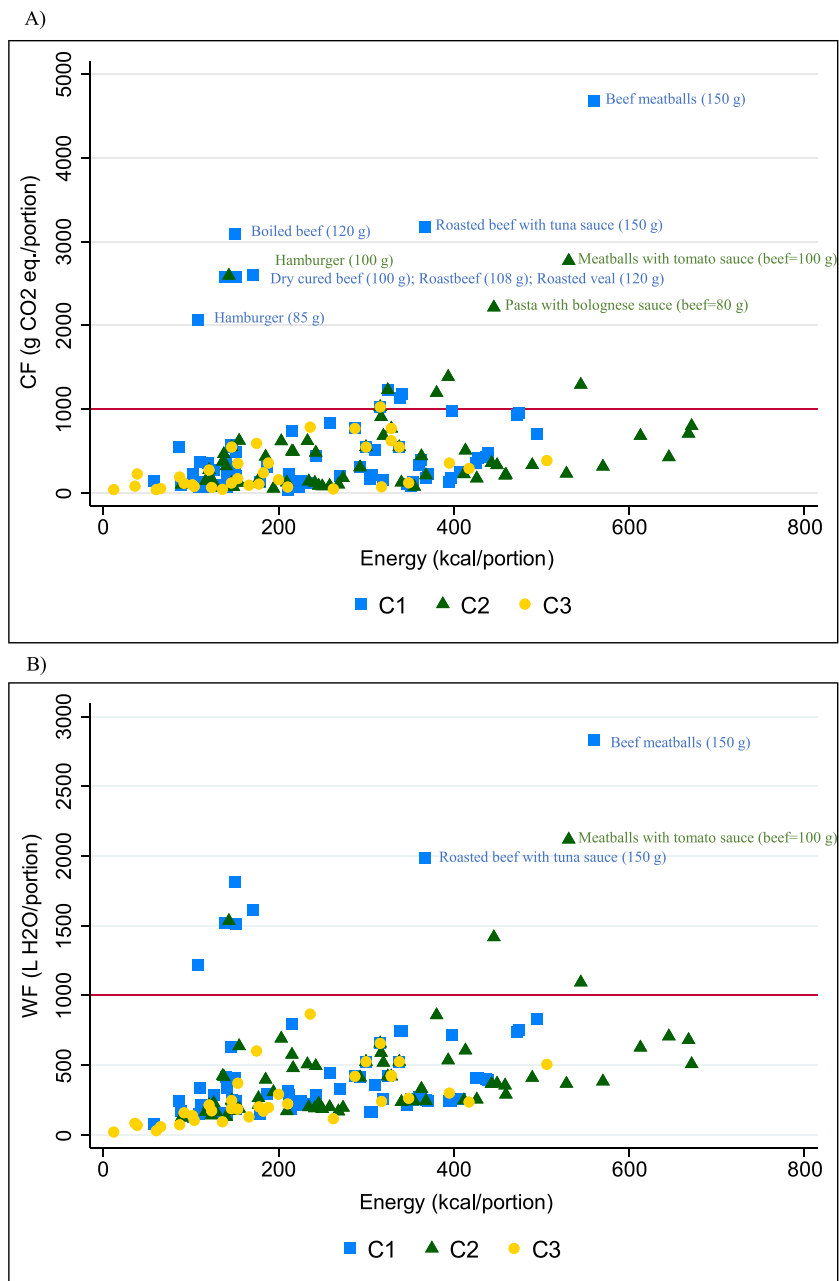 A)
CF (g CO2 eq./portion)
5000
4000
3000
2000
1000
0
Beef meatballs (150 g)
Roasted beef with tuna sauce (150 g)
Boiled beef (120 g)
Hamburger (100 g)
Meatballs with tomato sauce (beef=100 g)
Dry cured beef (100 g); Roastbeef (108 g); Roasted veal (120 g)
Pasta with bolognese sauce (beef=80 g)
Hamburger (85 g)
0 200 400 600 800
Energy (kcal/portion)
C1 C2 C3
B)
WF (L H2O/portion)
3000
2500
2000
1500
1000
500
0
Beef meatballs (150 g)
Meatballs with tomato sauce (beef=100 g)
Roasted beef with tuna sauce (150 g)
0 200 400 600 800
Energy (kcal/portion)
C1 C2 C3